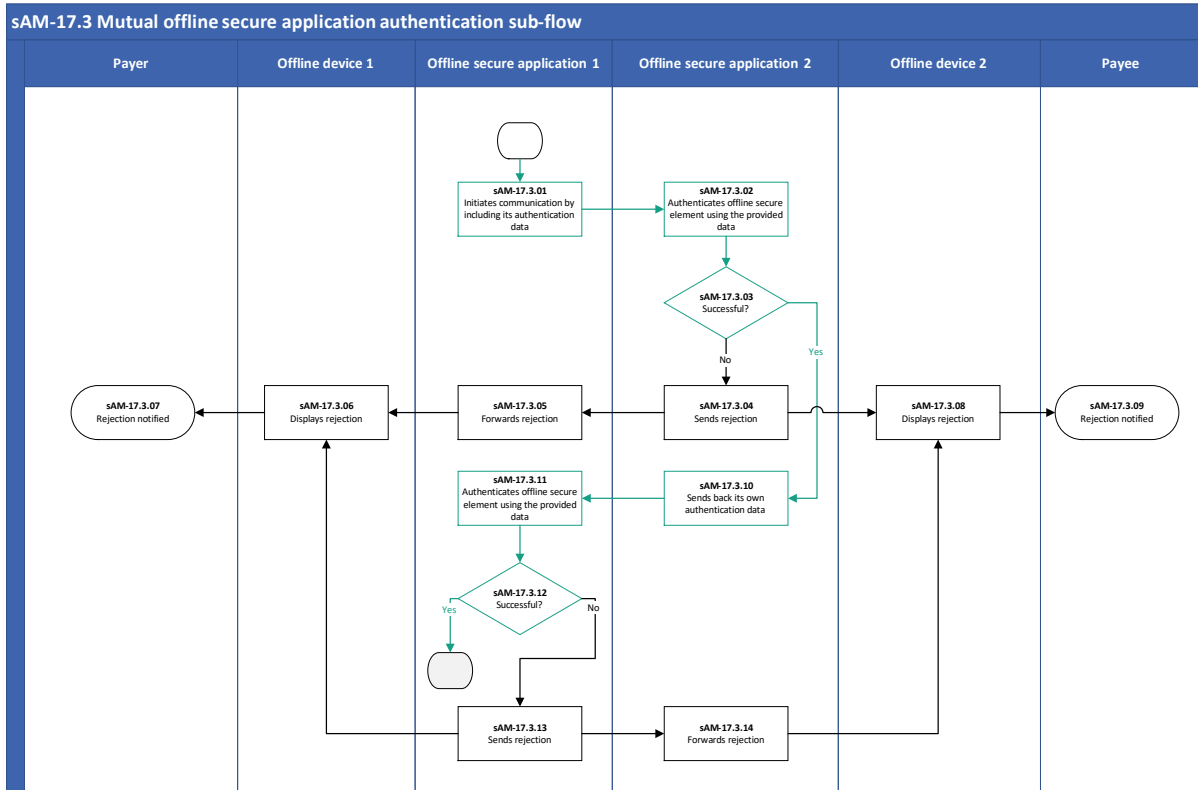 sAM-17.3 Mutual offline secure application authentication sub-flow
Payer
Offline device 1
Offline secure application 1
Offline secure application 2
Offline device 2
Payee
sAM-17.3.01
Initiates communication by
including its authentication
data
sAM-17.3.02
Authenticates offline secure
element using the provided
data
sAM-17.3.03
Successful?
Yes
No
sAM-17.3.07
Rejection notified
sAM-17.3.06
Displays rejection
sAM-17.3.05
Forwards rejection
sAM-17.3.04
Sends rejection
sAM-17.3.08
Displays rejection
sAM-17.3.09
Rejection notified
sAM-17.3.11
Authenticates offline secure
element using the provided
data
sAM-17.3.10
Sends back its own
authentication data
sAM-17.3.12
Successful?
Yes
No
sAM-17.3.13
Sends rejection
sAM-17.3.14
Forwards rejection